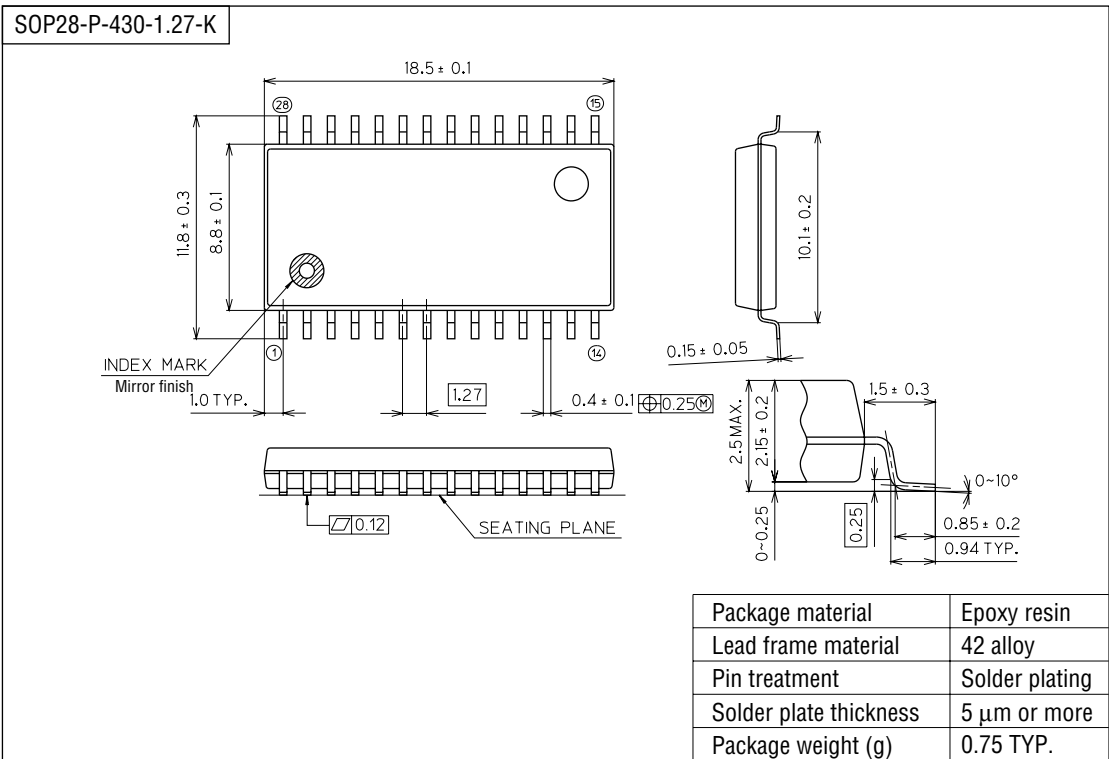 SOP28-P-430-1.27-K
18.5 ± 0.1
28
15
11.8 ± 0.3
8.8 ± 0.1
10.1 ± 0.2
INDEX MARK
Mirror finish
1
14
1.0 TYP.
1.27
0.4 ± 0.1
0.25 Ⓜ
0.15 ± 0.05
1.5 ± 0.3
2.5 MAX.
2.15 ± 0.2
0~10°
0.12
SEATING PLANE
0~0.25
0.25
0.85 ± 0.2
0.94 TYP.
Package material Epoxy resin
Lead frame material 42 alloy
Pin treatment Solder plating
Solder plate thickness 5 μm or more
Package weight (g) 0.75 TYP.